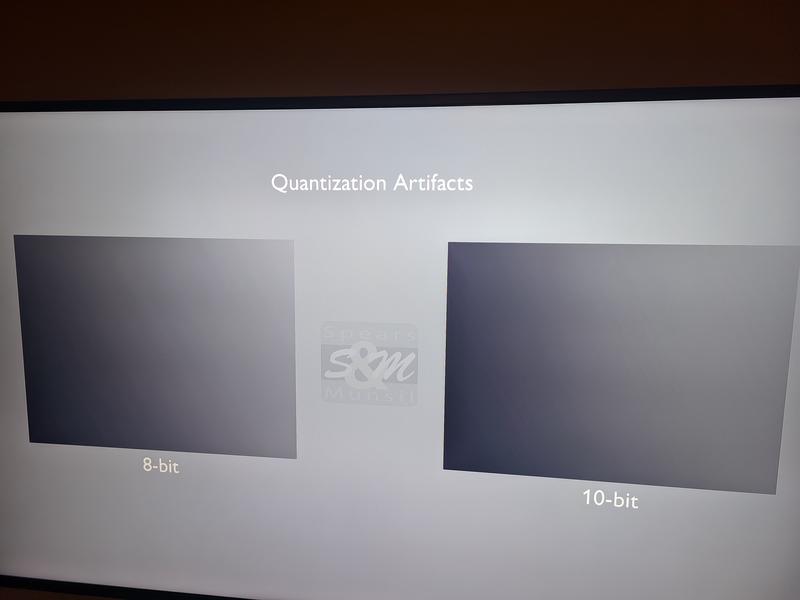 Quantization Artifacts
Spears
S&M
Munsil
8-bit
10-bit